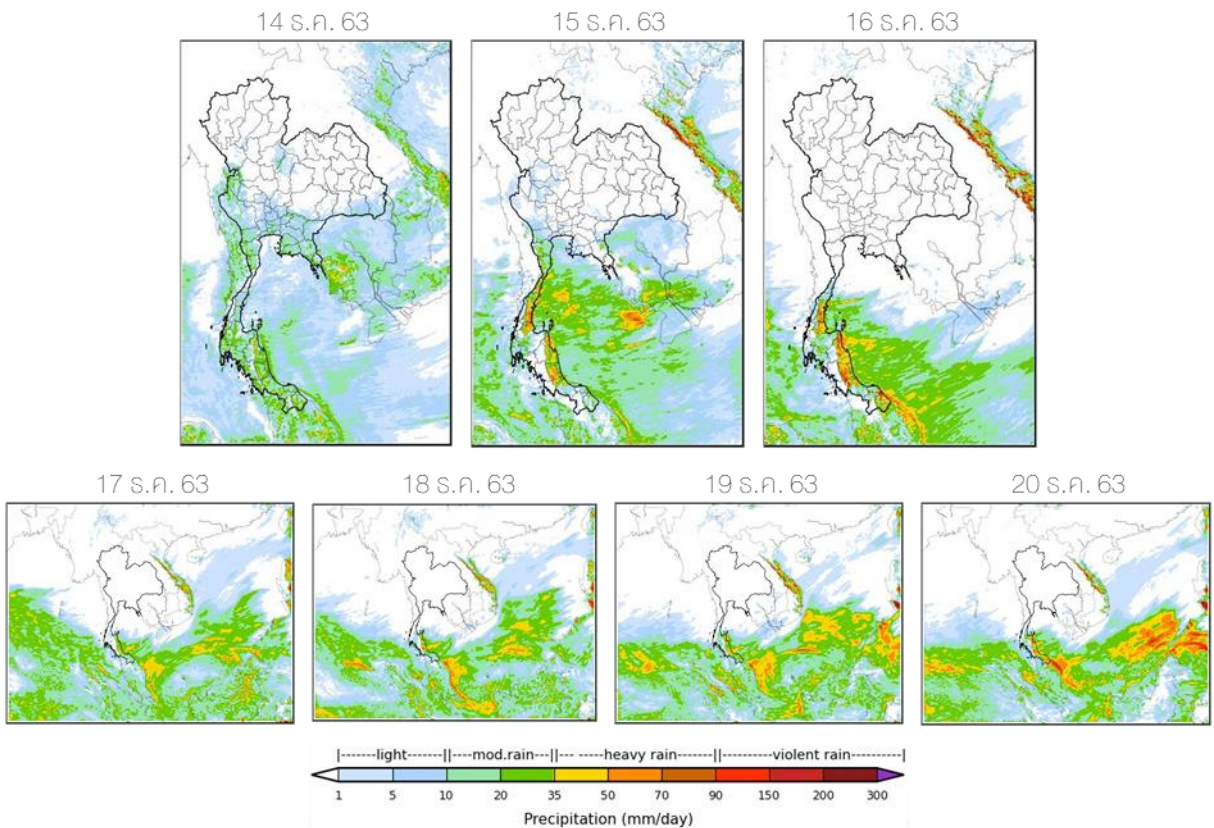 14 ธ.ค. 63
15 ธ.ค. 63
16 ธ.ค. 63
17 ธ.ค. 63
18 ธ.ค. 63
19 ธ.ค. 63
20 ธ.ค. 63
|------light-------||----mod.rain---||--- ------heavy rain-------||------violent rain-----------|
1 5 10 20 35 50 70 90 150 200 300
Precipitation (mm/day)